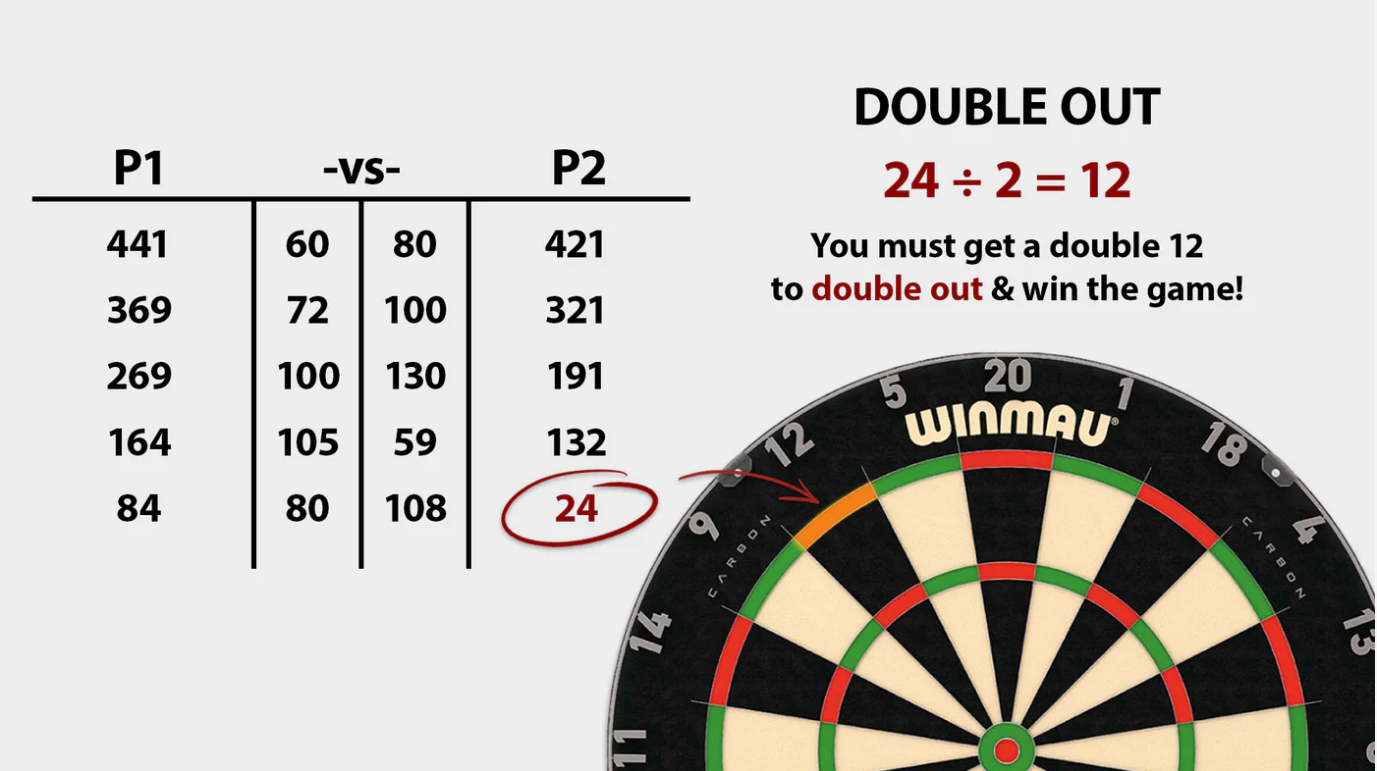 DOUBLE OUT
24 ÷ 2 = 12
You must get a double 12
to double out & win the game!
P1 -vs- P2
441 60 80 421
369 72 100 321
269 100 130 191
164 105 59 132
84 80 108 24
5 20 1
WINMAU®
12 18
9 4
CARBON CARBON
14 13
11